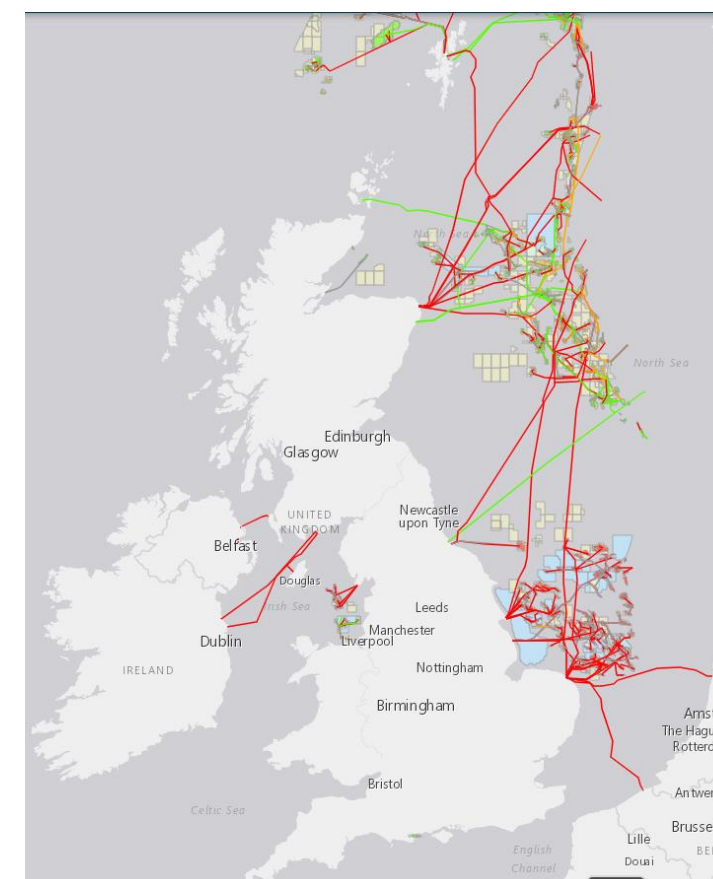 North Sea
North Sea
Edinburgh
Glasgow
UNITED
KINGDOM
Newcastle
upon Tyne
Belfast
Douglas
Irish Sea
Leeds
Dublin
Manchester
Liverpool
IRELAND
Nottingham
Birmingham
Amst
The Hagu
Rotterd
Bristol
Antwer
Celtic Sea
Brusse
Lille
BE
English
Channel
Douai